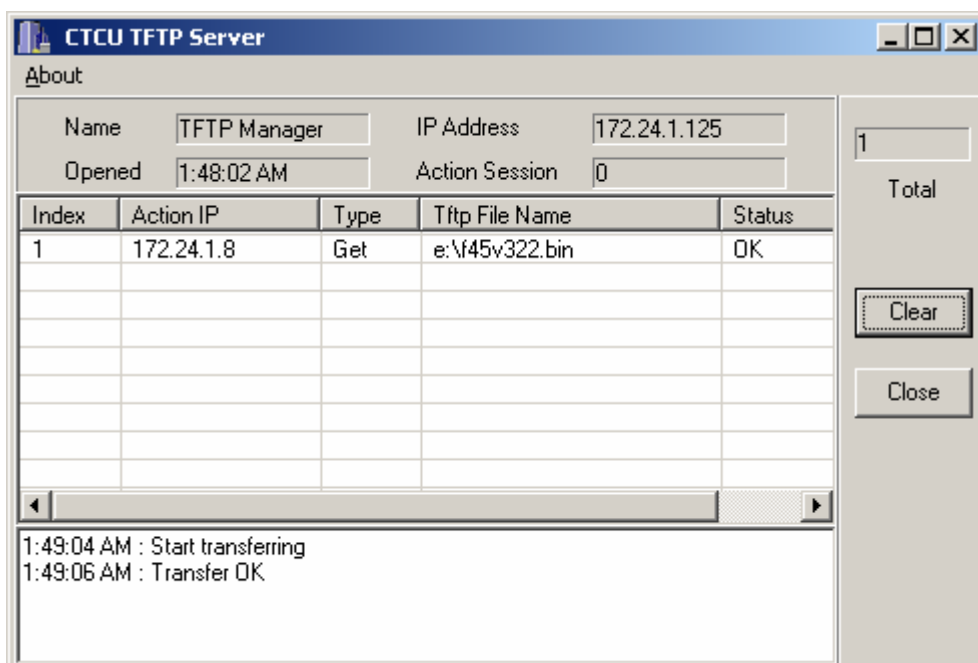 CTCU TFTP Server
About
Name TFTP Manager IP Address 172.24.1.125
Opened 1:48:02 AM Action Session 0
1
Total
Index Action IP Type Tftp File Name Status
1 172.24.1.8 Get e:\f45v322.bin OK
Clear
Close
1:49:04 AM : Start transferring
1:49:06 AM : Transfer OK